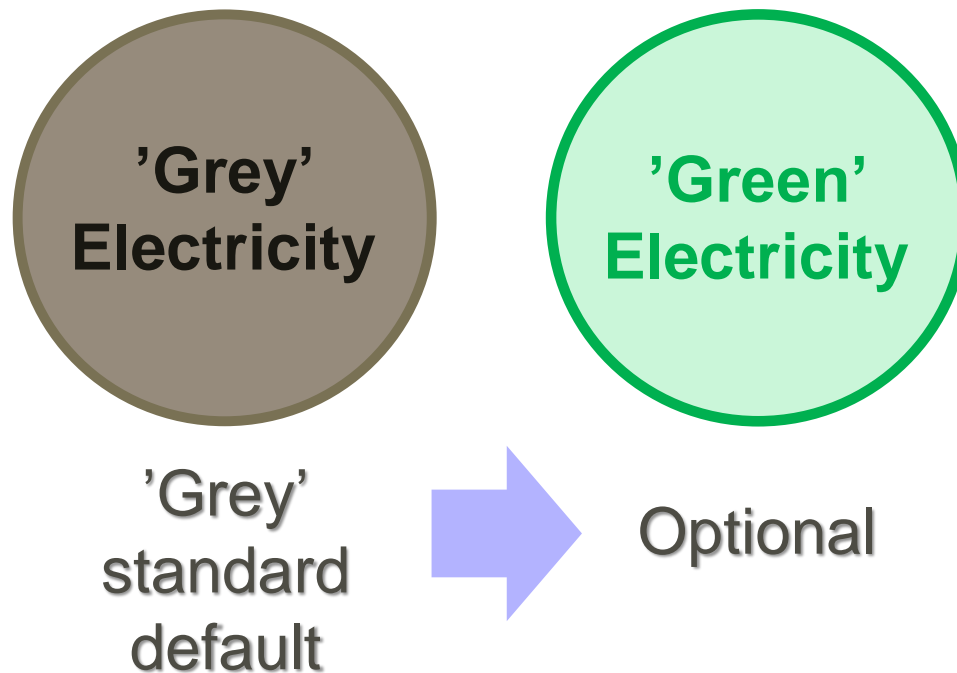 ’Grey’
Electricity
’Green’
Electricity
’Grey’
standard
default
Optional